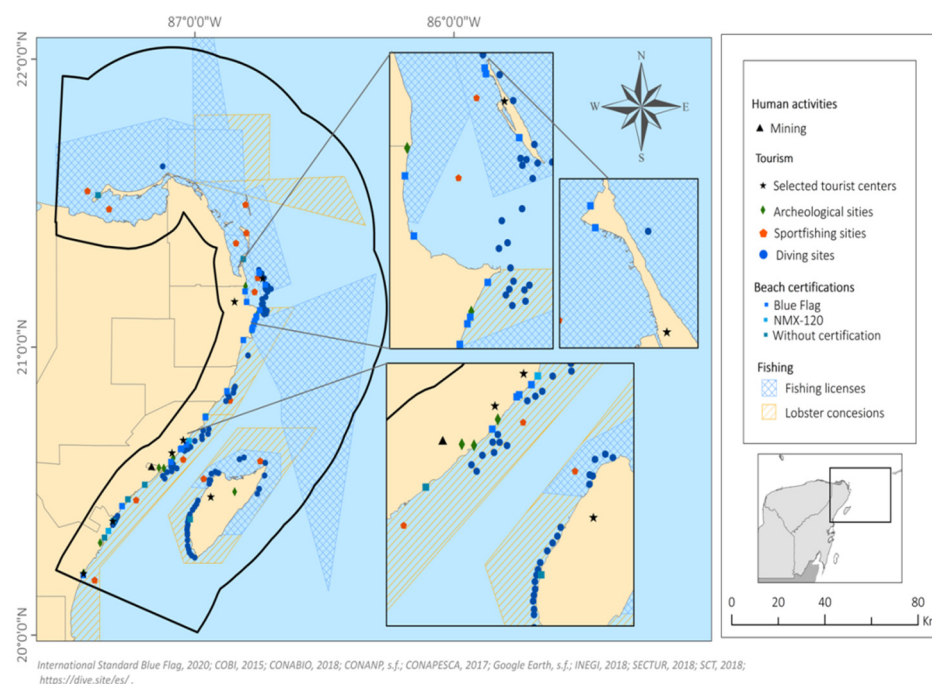 87°0'0"W
86°0'0"W
22°0'0"N
21°0'0"N
20°0'0"N
N
W
E
S
Human activities
Mining
Tourism
Selected tourist centers
Archeological sites
Sportfishing sites
Diving sites
Beach certifications
Blue Flag
NMX-120
Without certification
Fishing
Fishing licenses
Lobster concesions
0 20 40 80
International Standard Blue Flag, 2020; COBI, 2015; CONABIO, 2018; CONANP, s.f.; CONAPESCA, 2017; Google Earth, s.f.; INEGI, 2018; SECTUR, 2018; SCT, 2018;
https://dive.site/es/ .